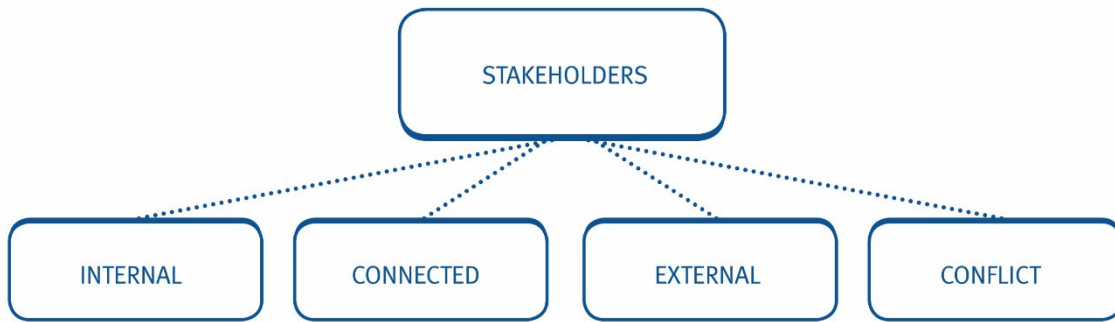 STAKEHOLDERS
INTERNAL
CONNECTED
EXTERNAL
CONFLICT